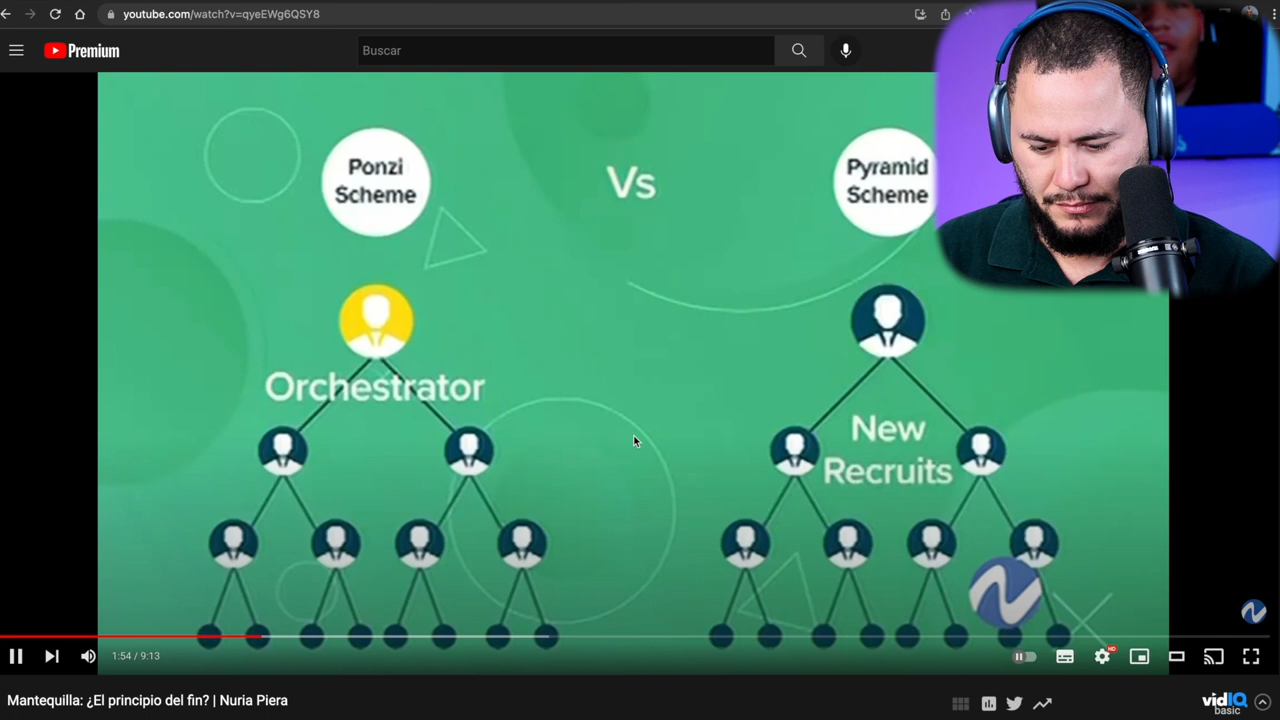 youtube.com/watch?v=qyeEWg6QSY8
Premium
Buscar
Ponzi
Scheme
Vs
Pyramid
Scheme
Orchestrator
New
Recruits
1:54 / 9:13
HD
Mantequilla: ¿El principio del fin? | Nuria Piera
vidIQ
basic